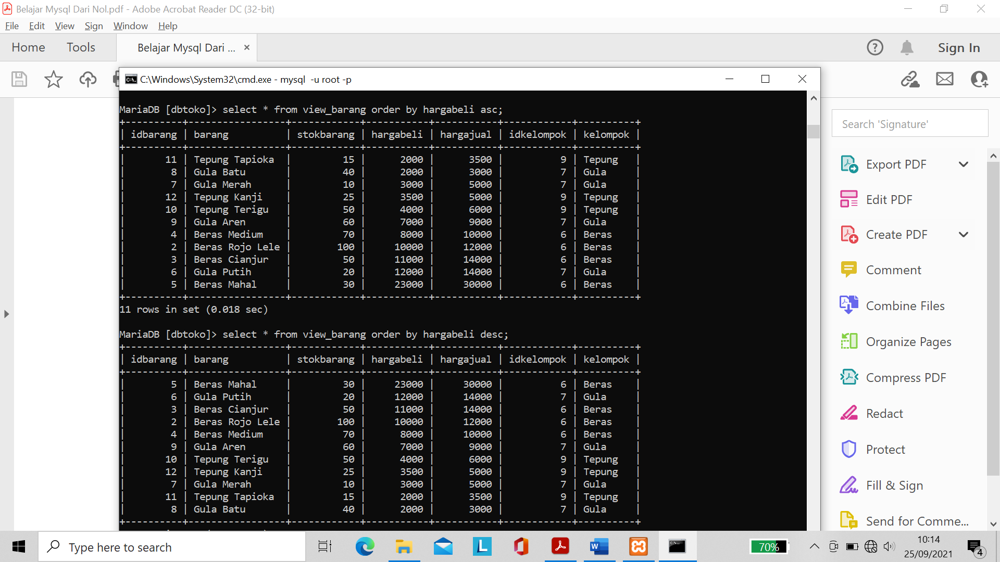 Belajar Mysql Dari Nol.pdf - Adobe Acrobat Reader DC (32-bit)
File Edit View Sign Window Help
Home Tools Belajar Mysql Dari ... × ? Sign In
C:\Windows\System32\cmd.exe - mysql  -u root -p
MariaDB [dbtoko]> select * from view_barang order by hargabeli asc;
+----------+----------------+------------+-----------+-----------+------------+----------+
| idbarang | barang         | stokbarang | hargabeli | hargajual | idkelompok | kelompok |
+----------+----------------+------------+-----------+-----------+------------+----------+
|       11 | Tepung Tapioka |         15 |      2000 |      3500 |          9 | Tepung   |
|        8 | Gula Batu      |         40 |      2000 |      3000 |          7 | Gula     |
|        7 | Gula Merah     |         10 |      3000 |      5000 |          7 | Gula     |
|       12 | Tepung Kanji   |         25 |      3500 |      5000 |          9 | Tepung   |
|       10 | Tepung Terigu  |         50 |      4000 |      6000 |          9 | Tepung   |
|        9 | Gula Aren      |         60 |      7000 |      9000 |          7 | Gula     |
|        4 | Beras Medium   |         70 |      8000 |     10000 |          6 | Beras    |
|        2 | Beras Rojo Lele |        100 |     10000 |     12000 |          6 | Beras    |
|        3 | Beras Cianjur  |         50 |     11000 |     14000 |          6 | Beras    |
|        6 | Gula Putih     |         20 |     12000 |     14000 |          7 | Gula     |
|        5 | Beras Mahal    |         30 |     23000 |     30000 |          6 | Beras    |
+----------+----------------+------------+-----------+-----------+------------+----------+
11 rows in set (0.018 sec)
MariaDB [dbtoko]> select * from view_barang order by hargabeli desc;
+----------+----------------+------------+-----------+-----------+------------+----------+
| idbarang | barang         | stokbarang | hargabeli | hargajual | idkelompok | kelompok |
+----------+----------------+------------+-----------+-----------+------------+----------+
|        5 | Beras Mahal    |         30 |     23000 |     30000 |          6 | Beras    |
|        6 | Gula Putih     |         20 |     12000 |     14000 |          7 | Gula     |
|        3 | Beras Cianjur  |         50 |     11000 |     14000 |          6 | Beras    |
|        2 | Beras Rojo Lele |        100 |     10000 |     12000 |          6 | Beras    |
|        4 | Beras Medium   |         70 |      8000 |     10000 |          6 | Beras    |
|        9 | Gula Aren      |         60 |      7000 |      9000 |          7 | Gula     |
|       10 | Tepung Terigu  |         50 |      4000 |      6000 |          9 | Tepung   |
|       12 | Tepung Kanji   |         25 |      3500 |      5000 |          9 | Tepung   |
|        7 | Gula Merah     |         10 |      3000 |      5000 |          7 | Gula     |
|       11 | Tepung Tapioka |         15 |      2000 |      3500 |          9 | Tepung   |
|        8 | Gula Batu      |         40 |      2000 |      3000 |          7 | Gula     |
+----------+----------------+------------+-----------+-----------+------------+----------+
Search 'Signature'
Export PDF
Edit PDF
Create PDF
Comment
Combine Files
Organize Pages
Compress PDF
Redact
Protect
Fill & Sign
Send for Comme...
Type here to search
70%
10:14
25/09/2021
4